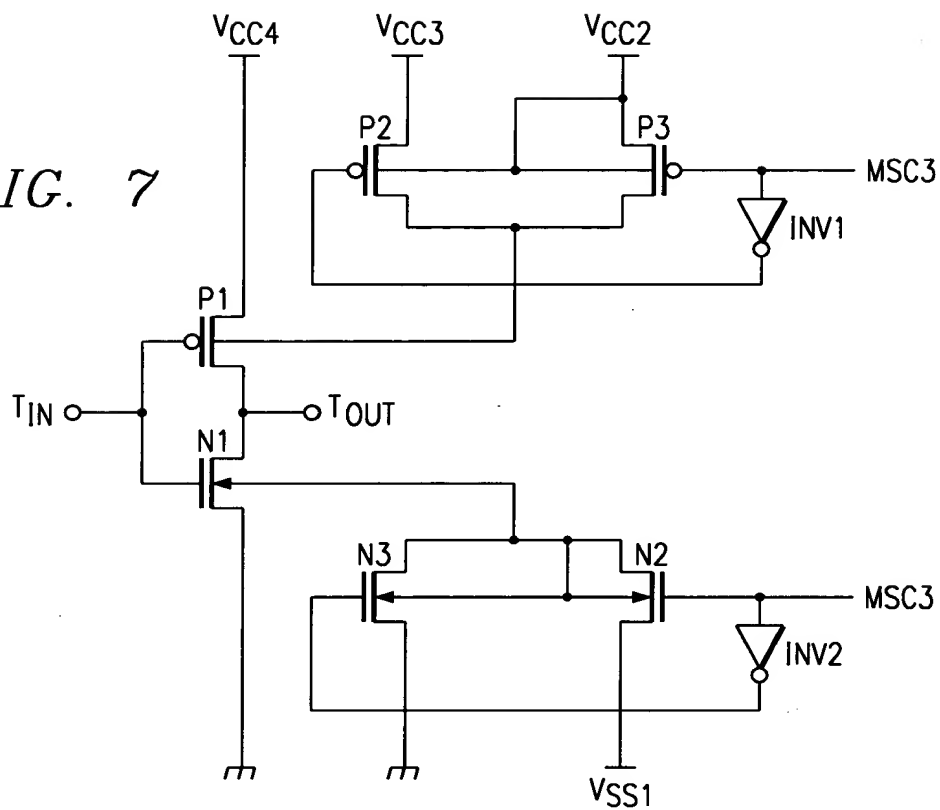 VCC4
VCC3
VCC2
P2
P3
MSC3
IG. 7
INV1
P1
TIN
TOUT
N1
N3
N2
MSC3
INV2
VSS1